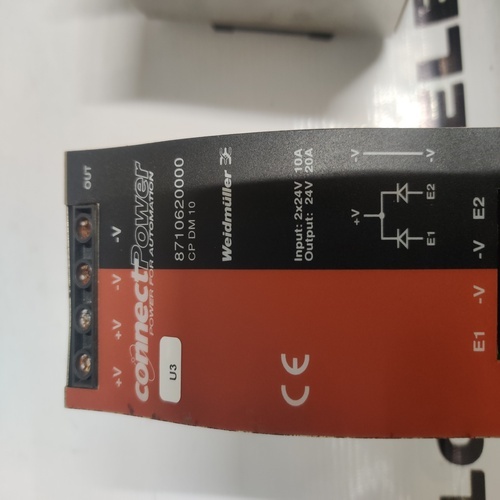 OUT
+V +V -V -V
connectPower
POWER FOR AUTOMATION
8710620000
CP DM 10
Weidmüller
U3
CE
Input: 2x24V 10A
Output: 24V 20A
-V -V
+V
E1 E2
E1 -V -V E2